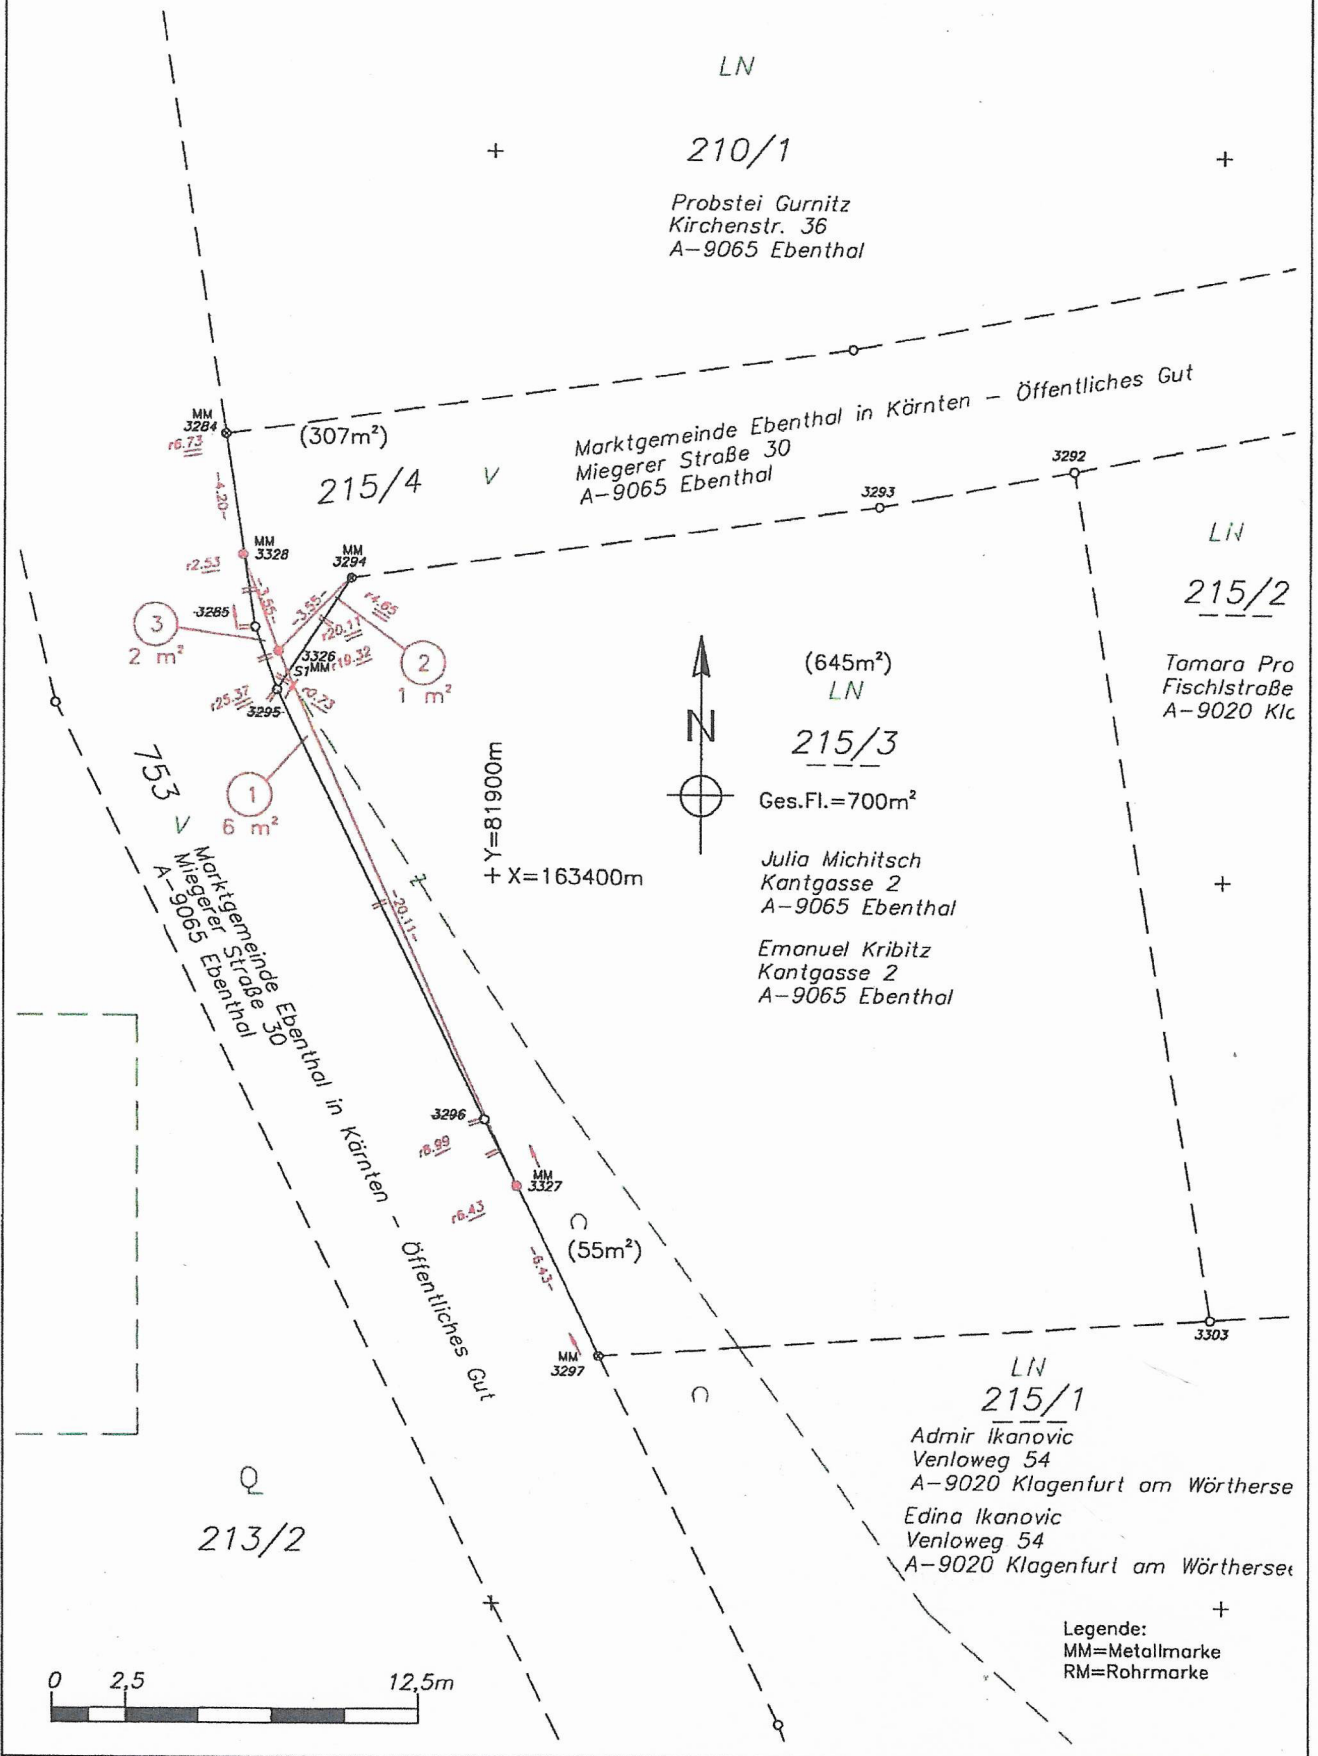 LN
210/1
Probstei Gurnitz
Kirchenstr. 36
A-9065 Ebenthal
MM
3284
r6.73
(307m²)
215/4
V
Marktgemeinde Ebenthal in Kärnten - Öffentliches Gut
Miegerer Straße 30
A-9065 Ebenthal
3292
3293
-4.20-
MM
3328
r2.53
MM
3294
LN
215/2
Tamara Pro
Fischlstraße
A-9020 Klc
-3.55-
-3.55-
r4.65
r20.11
3285
3
2 m²
3326
S1MM
r19.32
2
1 m²
r25.37
3295
r0.73
(645m²)
LN
215/3
Ges.Fl.=700m²
N
753
V
1
6 m²
Y=81900m
X=163400m
Julia Michitsch
Kantgasse 2
A-9065 Ebenthal
Emanuel Kribitz
Kantgasse 2
A-9065 Ebenthal
Marktgemeinde Ebenthal in Kärnten - Öffentliches Gut
Miegerer Straße 30
A-9065 Ebenthal
-20.11-
3296
r8.99
MM
3327
r6.43
(55m²)
-6.43-
MM
3297
3303
LN
215/1
Admir Ikanovic
Venloweg 54
A-9020 Klagenfurt am Wörtherse
Edina Ikanovic
Venloweg 54
A-9020 Klagenfurt am Wörthersee
213/2
Legende:
MM=Metallmarke
RM=Rohrmarke
0 2,5 12,5m